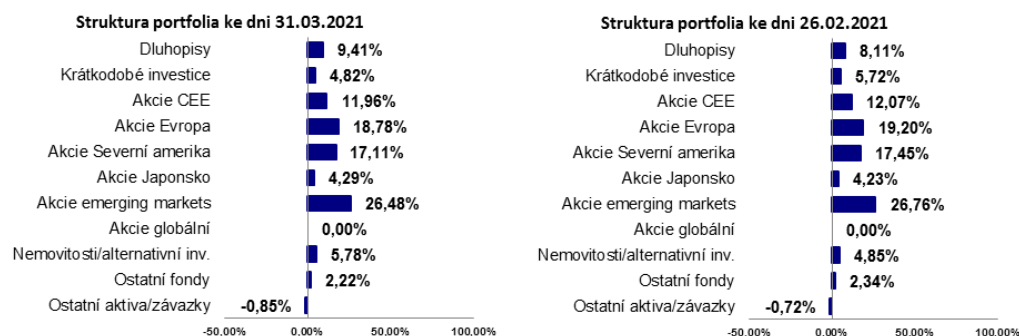 Struktura portfolia ke dni 31.03.2021
Dluhopisy 9,41%
Krátkodobé investice 4,82%
Akcie CEE 11,96%
Akcie Evropa 18,78%
Akcie Severní amerika 17,11%
Akcie Japonsko 4,29%
Akcie emerging markets 26,48%
Akcie globální 0,00%
Nemovitosti/alternativní inv. 5,78%
Ostatní fondy 2,22%
Ostatní aktiva/závazky -0,85%
-50,00% 0,00% 50,00% 100,00%
Struktura portfolia ke dni 26.02.2021
Dluhopisy 8,11%
Krátkodobé investice 5,72%
Akcie CEE 12,07%
Akcie Evropa 19,20%
Akcie Severní amerika 17,45%
Akcie Japonsko 4,23%
Akcie emerging markets 26,76%
Akcie globální 0,00%
Nemovitosti/alternativní inv. 4,85%
Ostatní fondy 2,34%
Ostatní aktiva/závazky -0,72%
-50,00% 0,00% 50,00% 100,00%